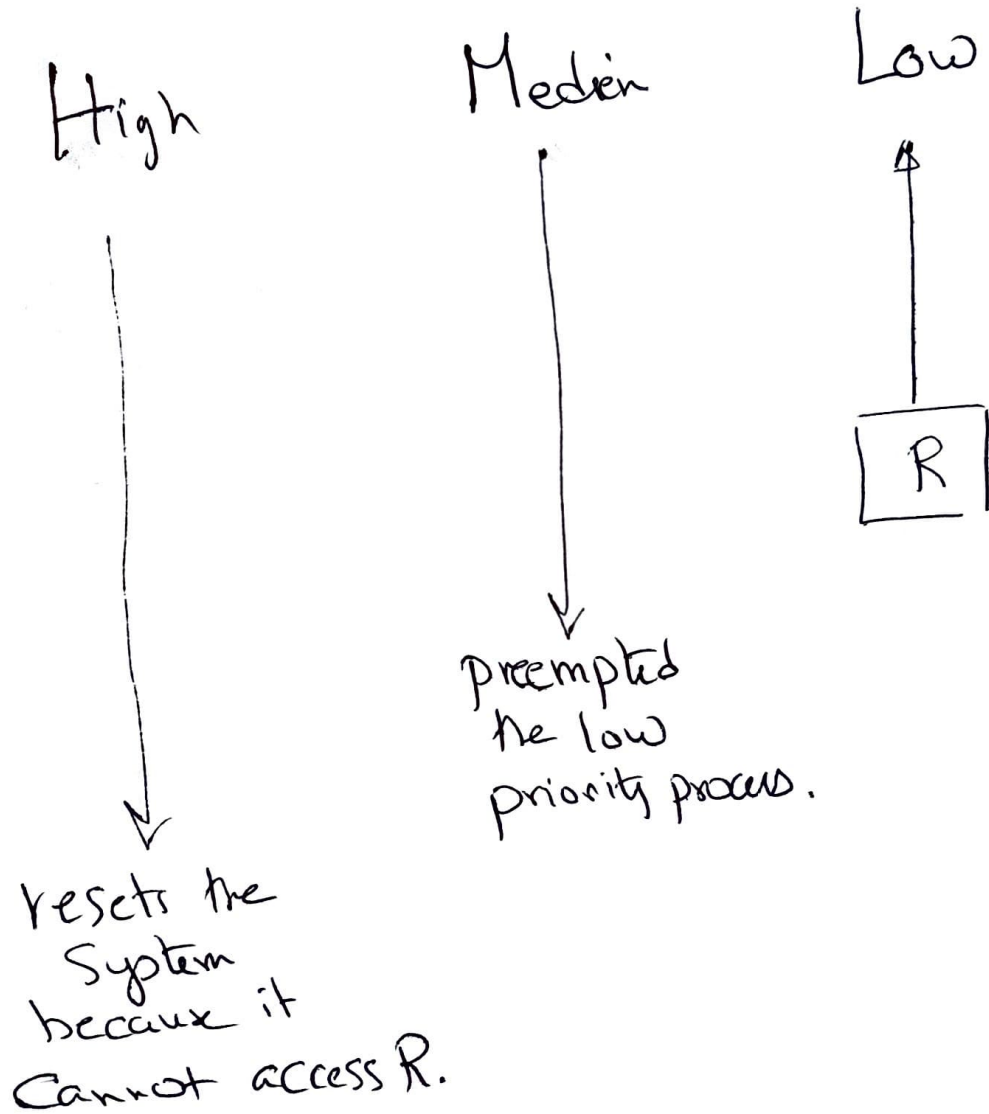 High
Medien
Low
R
preempted
the low
priority process.
resets the
System
because it
Cannot access R.